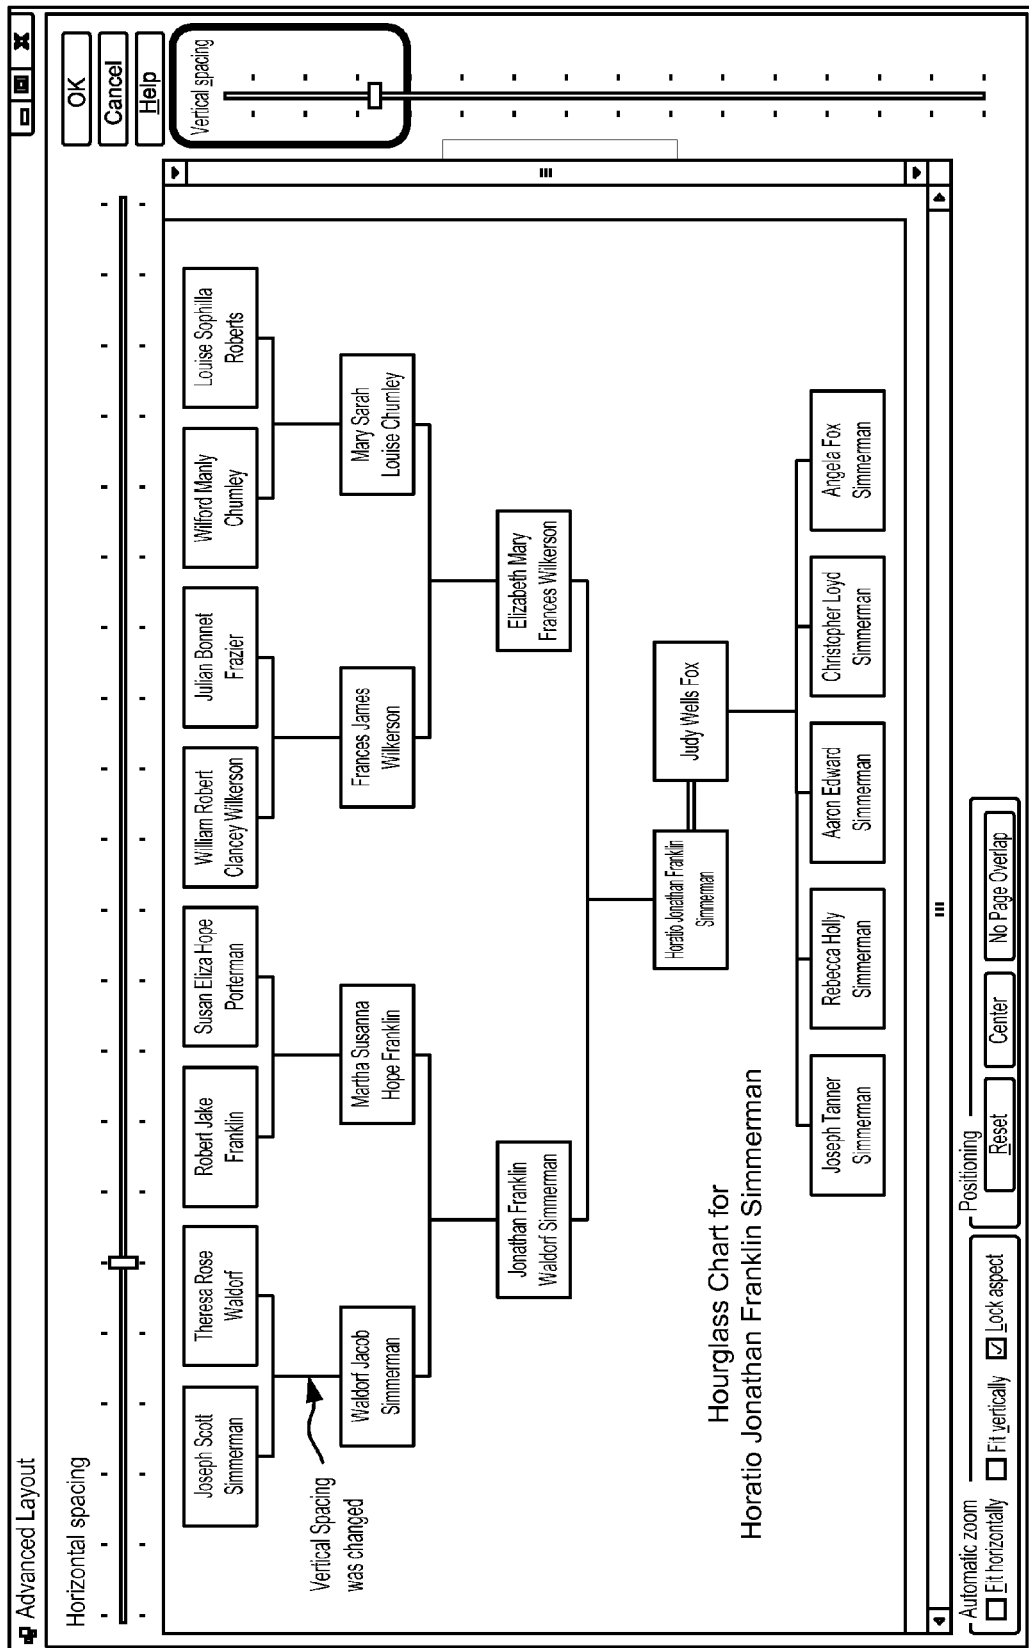 Advanced Layout
Horizontal spacing
OK
Cancel
Help
Vertical spacing
Joseph Scott
Simmerman
Theresa Rose
Waldorf
Robert Jake
Franklin
Susan Eliza Hope
Porterman
William Robert
Clancey Wilkerson
Julian Bonnet
Frazier
Wilford Manly
Chumley
Louise Sophilla
Roberts
Vertical Spacing
was changed
Waldorf Jacob
Simmerman
Martha Susanna
Hope Franklin
Frances James
Wilkerson
Mary Sarah
Louise Chumley
Jonathan Franklin
Waldorf Simmerman
Elizabeth Mary
Frances Wilkerson
Horatio Jonathan Franklin
Simmerman
Judy Wells Fox
Hourglass Chart for
Horatio Jonathan Franklin Simmerman
Joseph Tanner
Simmerman
Rebecca Holly
Simmerman
Aaron Edward
Simmerman
Christopher Loyd
Simmerman
Angela Fox
Simmerman
Automatic zoom
Fit horizontally
Fit vertically
Lock aspect
Positioning
Reset
Center
No Page Overlap